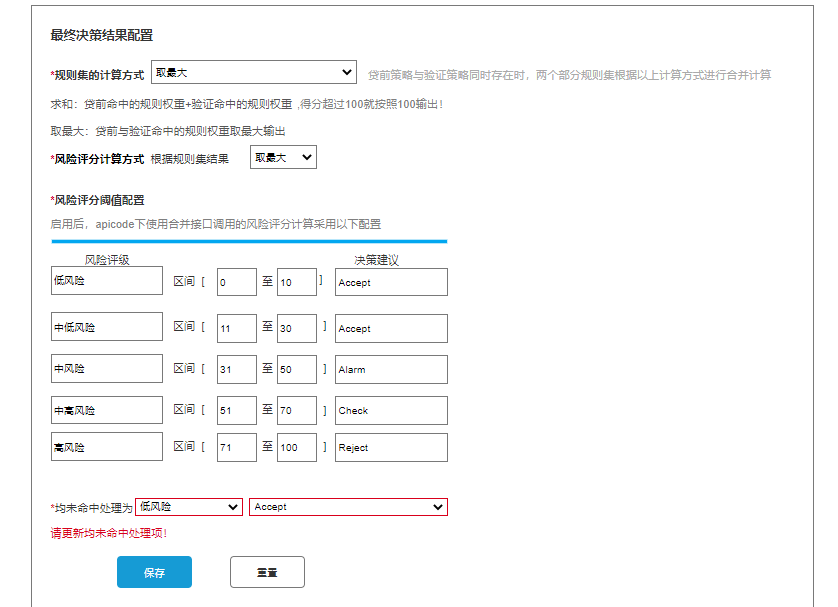 最终决策结果配置
*规则集的计算方式 取最大 贷前策略与验证策略同时存在时，两个部分规则集根据以上计算方式进行合并计算
求和：贷前命中的规则权重+验证命中的规则权重 ,得分超过100就按照100输出！
取最大：贷前与验证命中的规则权重取最大输出
*风险评分计算方式 根据规则集结果 取最大
*风险评分阈值配置
启用后，apicode下使用合并接口调用的风险评分计算采用以下配置
风险评级 决策建议
低风险 区间 [ 0 至 10 ] Accept
中低风险 区间 [ 11 至 30 ] Accept
中风险 区间 [ 31 至 50 ] Alarm
中高风险 区间 [ 51 至 70 ] Check
高风险 区间 [ 71 至 100 ] Reject
*均未命中处理为 低风险 Accept
请更新均未命中处理项！
保存 重置